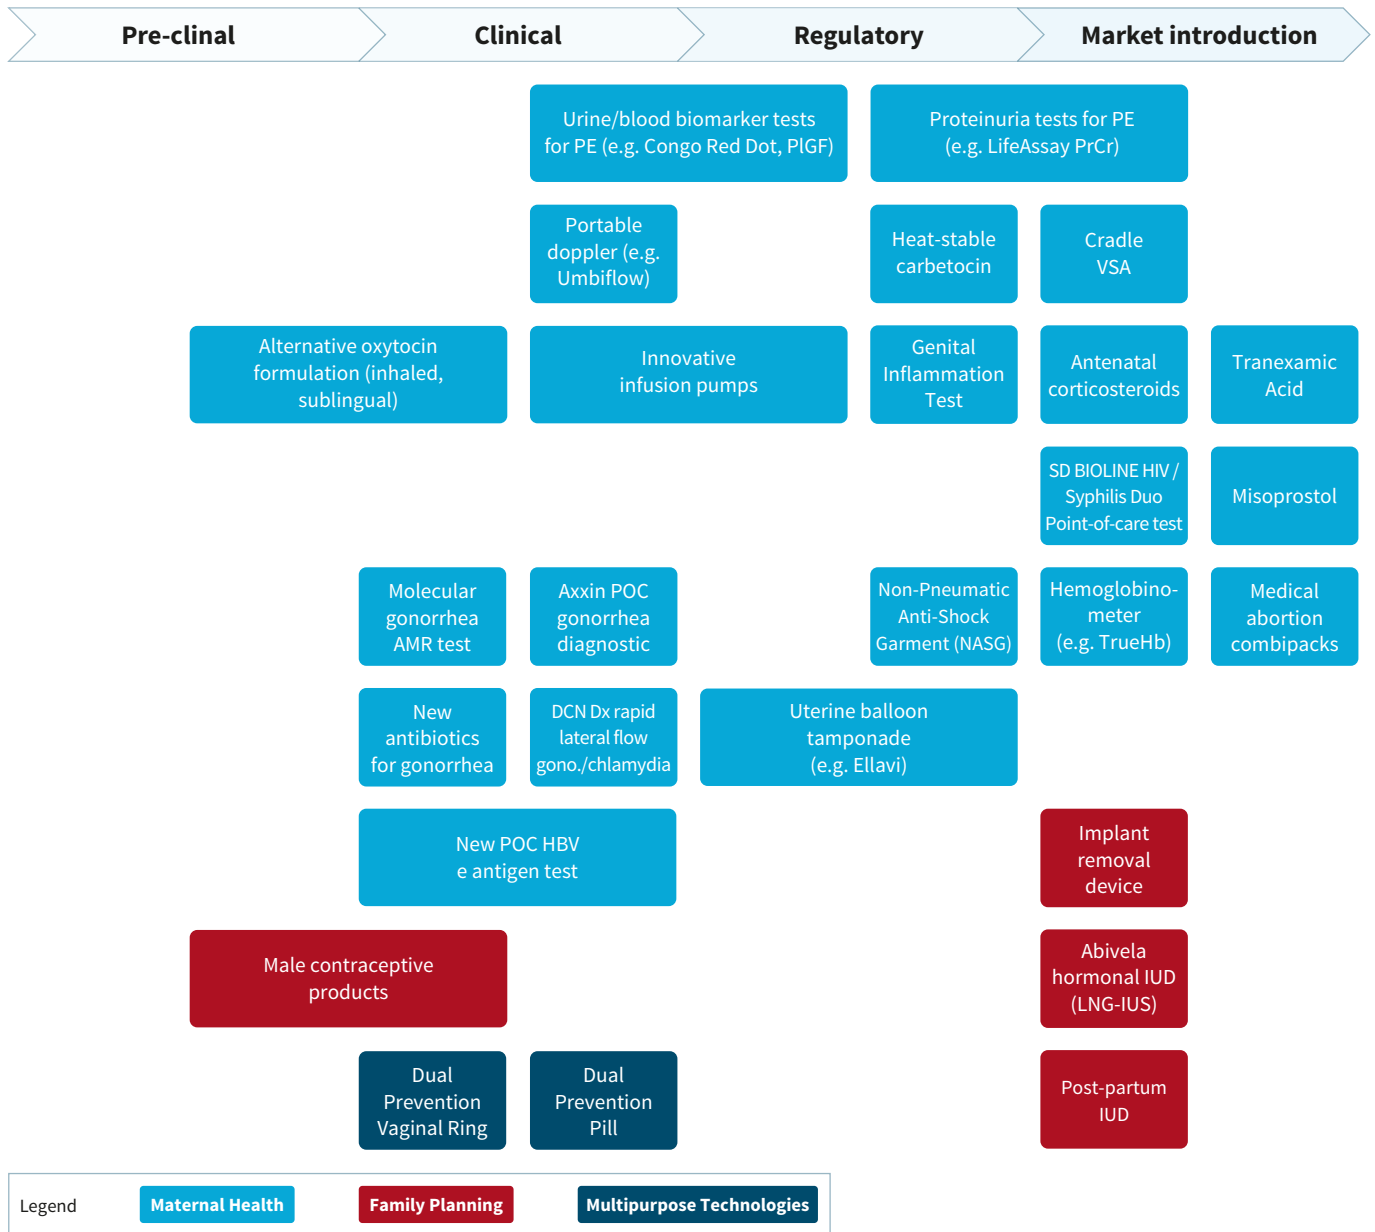 Pre-clinal
Clinical
Regulatory
Market introduction
Urine/blood biomarker tests
for PE (e.g. Congo Red Dot, PlGF)
Proteinuria tests for PE
(e.g. LifeAssay PrCr)
Portable
doppler (e.g.
Umbiflow)
Heat-stable
carbetocin
Cradle
VSA
Alternative oxytocin
formulation (inhaled,
sublingual)
Innovative
infusion pumps
Genital
Inflammation
Test
Antenatal
corticosteroids
Tranexamic
Acid
SD BIOLINE HIV /
Syphilis Duo
Point-of-care test
Misoprostol
Molecular
gonorrhea
AMR test
Axxin POC
gonorrhea
diagnostic
Non-Pneumatic
Anti-Shock
Garment (NASG)
Hemoglobino-
meter
(e.g. TrueHb)
Medical
abortion
combipacks
New
antibiotics
for gonorrhea
DCN Dx rapid
lateral flow
gono./chlamydia
Uterine balloon
tamponade
(e.g. Ellavi)
New POC HBV
e antigen test
Implant
removal
device
Male contraceptive
products
Abivela
hormonal IUD
(LNG-IUS)
Dual
Prevention
Vaginal Ring
Dual
Prevention
Pill
Post-partum
IUD
Legend
Maternal Health
Family Planning
Multipurpose Technologies